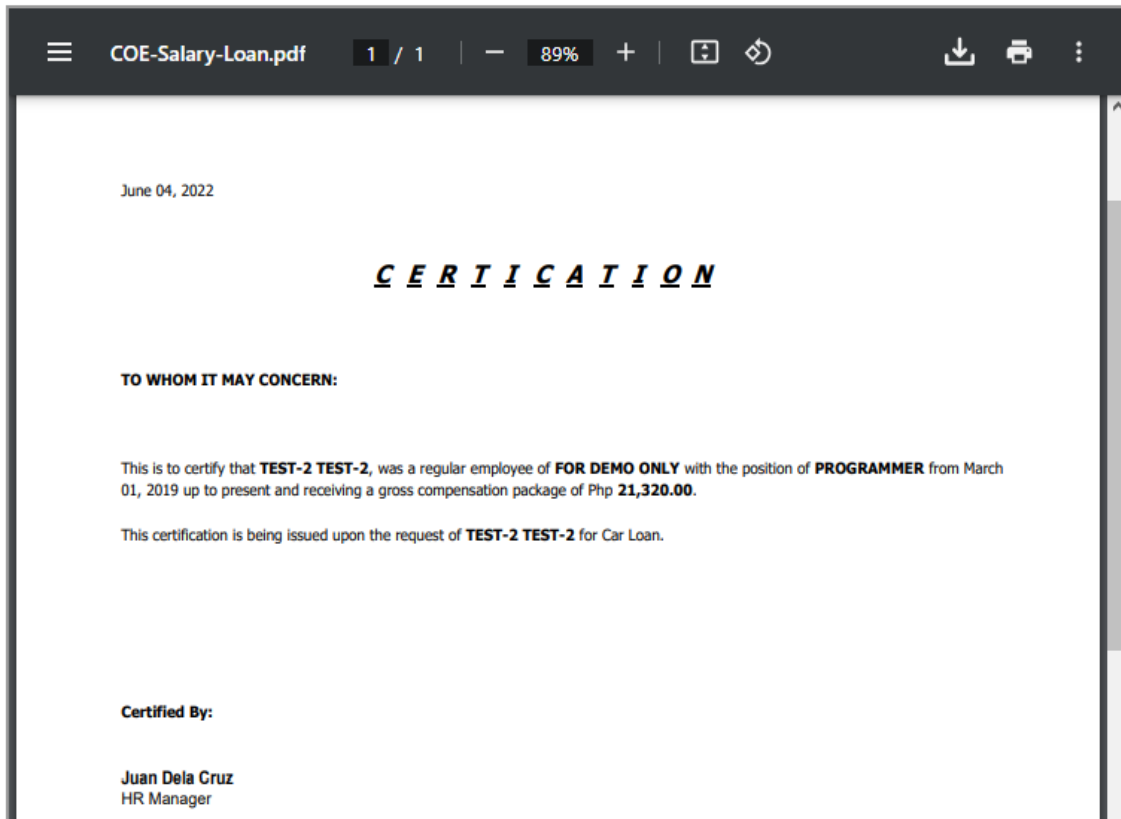 COE-Salary-Loan.pdf 1 / 1 89%
June 04, 2022
C E R T I C A T I O N
TO WHOM IT MAY CONCERN:
This is to certify that TEST-2 TEST-2, was a regular employee of FOR DEMO ONLY with the position of PROGRAMMER from March
01, 2019 up to present and receiving a gross compensation package of Php 21,320.00.
This certification is being issued upon the request of TEST-2 TEST-2 for Car Loan.
Certified By:
Juan Dela Cruz
HR Manager